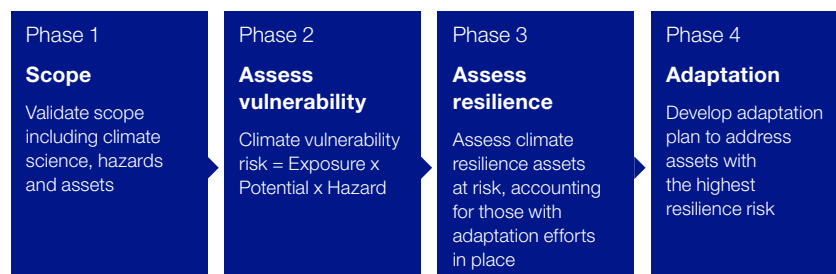 Phase 1
Scope
Validate scope
including climate
science, hazards
and assets
Phase 2
Assess
vulnerability
Climate vulnerability
risk = Exposure x
Potential x Hazard
Phase 3
Assess
resilience
Assess climate
resilience assets
at risk, accounting
for those with
adaptation efforts
in place
Phase 4
Adaptation
Develop adaptation
plan to address
assets with
the highest
resilience risk